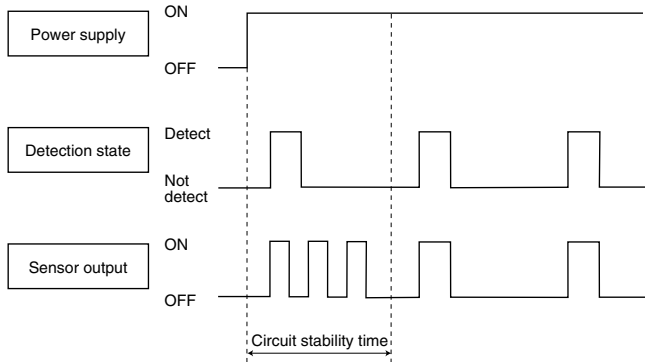 Power supply
ON
OFF
Detection state
Detect
Not
detect
Sensor output
ON
OFF
Circuit stability time